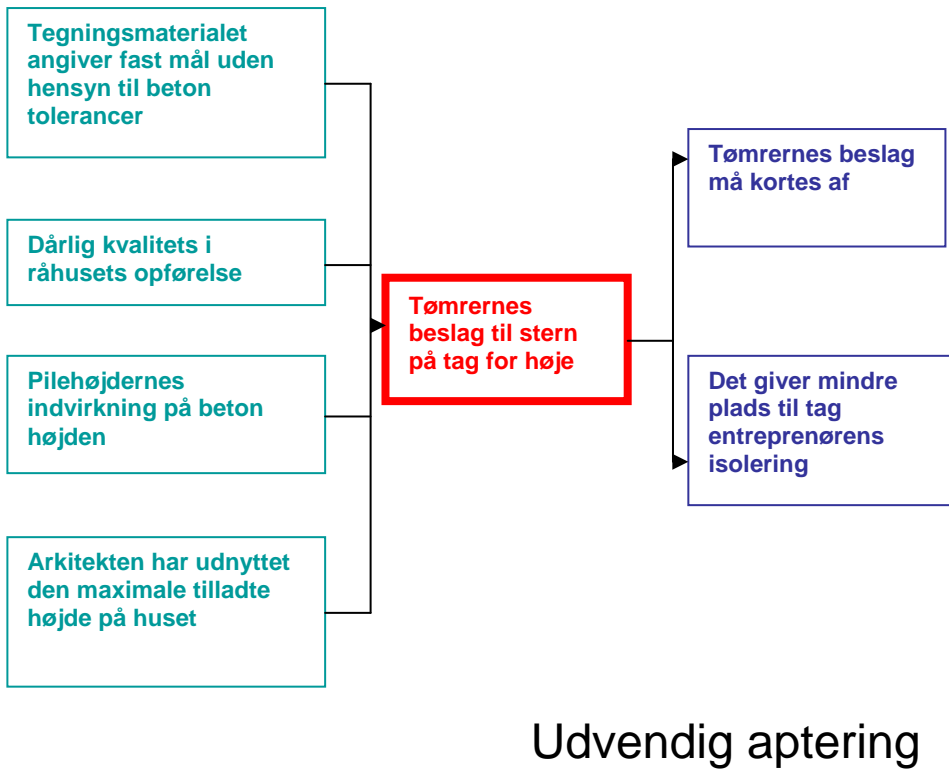 Tegningsmaterialet
angiver fast mål uden
hensyn til beton
tolerancer
Dårlig kvalitets i
råhusets opførelse
Pilehøjdernes
indvirkning på beton
højden
Arkitekten har udnyttet
den maximale tilladte
højde på huset
Tømrernes
beslag til stern
på tag for høje
Tømrernes beslag
må kortes af
Det giver mindre
plads til tag
entreprenørens
isolering
Udvendig aptering